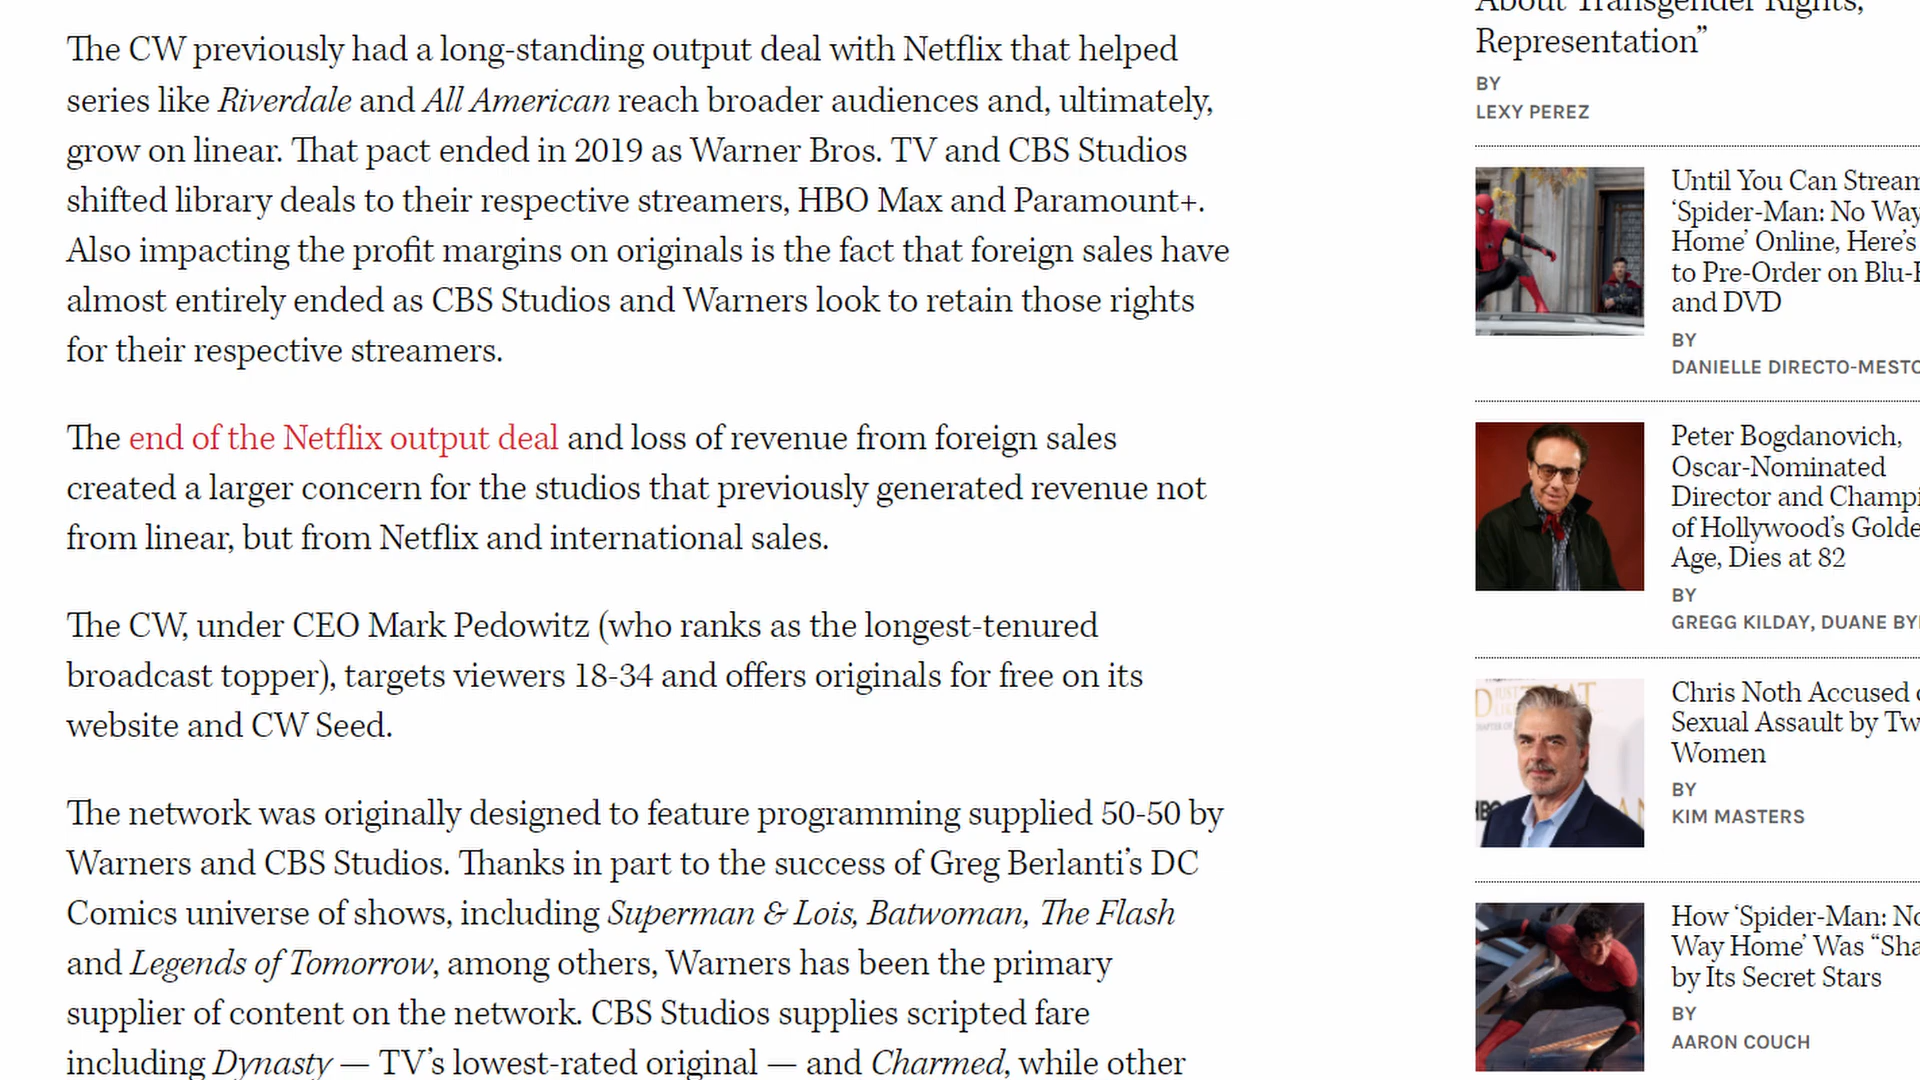 The CW previously had a long-standing output deal with Netflix that helped
series like Riverdale and All American reach broader audiences and, ultimately,
grow on linear. That pact ended in 2019 as Warner Bros. TV and CBS Studios
shifted library deals to their respective streamers, HBO Max and Paramount+.
Also impacting the profit margins on originals is the fact that foreign sales have
almost entirely ended as CBS Studios and Warners look to retain those rights
for their respective streamers.
The end of the Netflix output deal and loss of revenue from foreign sales
created a larger concern for the studios that previously generated revenue not
from linear, but from Netflix and international sales.
The CW, under CEO Mark Pedowitz (who ranks as the longest-tenured
broadcast topper), targets viewers 18-34 and offers originals for free on its
website and CW Seed.
The network was originally designed to feature programming supplied 50-50 by
Warners and CBS Studios. Thanks in part to the success of Greg Berlanti’s DC
Comics universe of shows, including Superman & Lois, Batwoman, The Flash
and Legends of Tomorrow, among others, Warners has been the primary
supplier of content on the network. CBS Studios supplies scripted fare
including Dynasty — TV’s lowest-rated original — and Charmed, while other
About Transgender Rights,
Representation”
BY
LEXY PEREZ
Until You Can Stream
‘Spider-Man: No Way
Home’ Online, Here’s
to Pre-Order on Blu-
and DVD
BY
DANIELLE DIRECTO-MESTO
Peter Bogdanovich,
Oscar-Nominated
Director and Champi
of Hollywood’s Golde
Age, Dies at 82
BY
GREGG KILDAY, DUANE BY
Chris Noth Accused
Sexual Assault by Tw
Women
BY
KIM MASTERS
How ‘Spider-Man: No
Way Home’ Was “Sha
by Its Secret Stars
BY
AARON COUCH